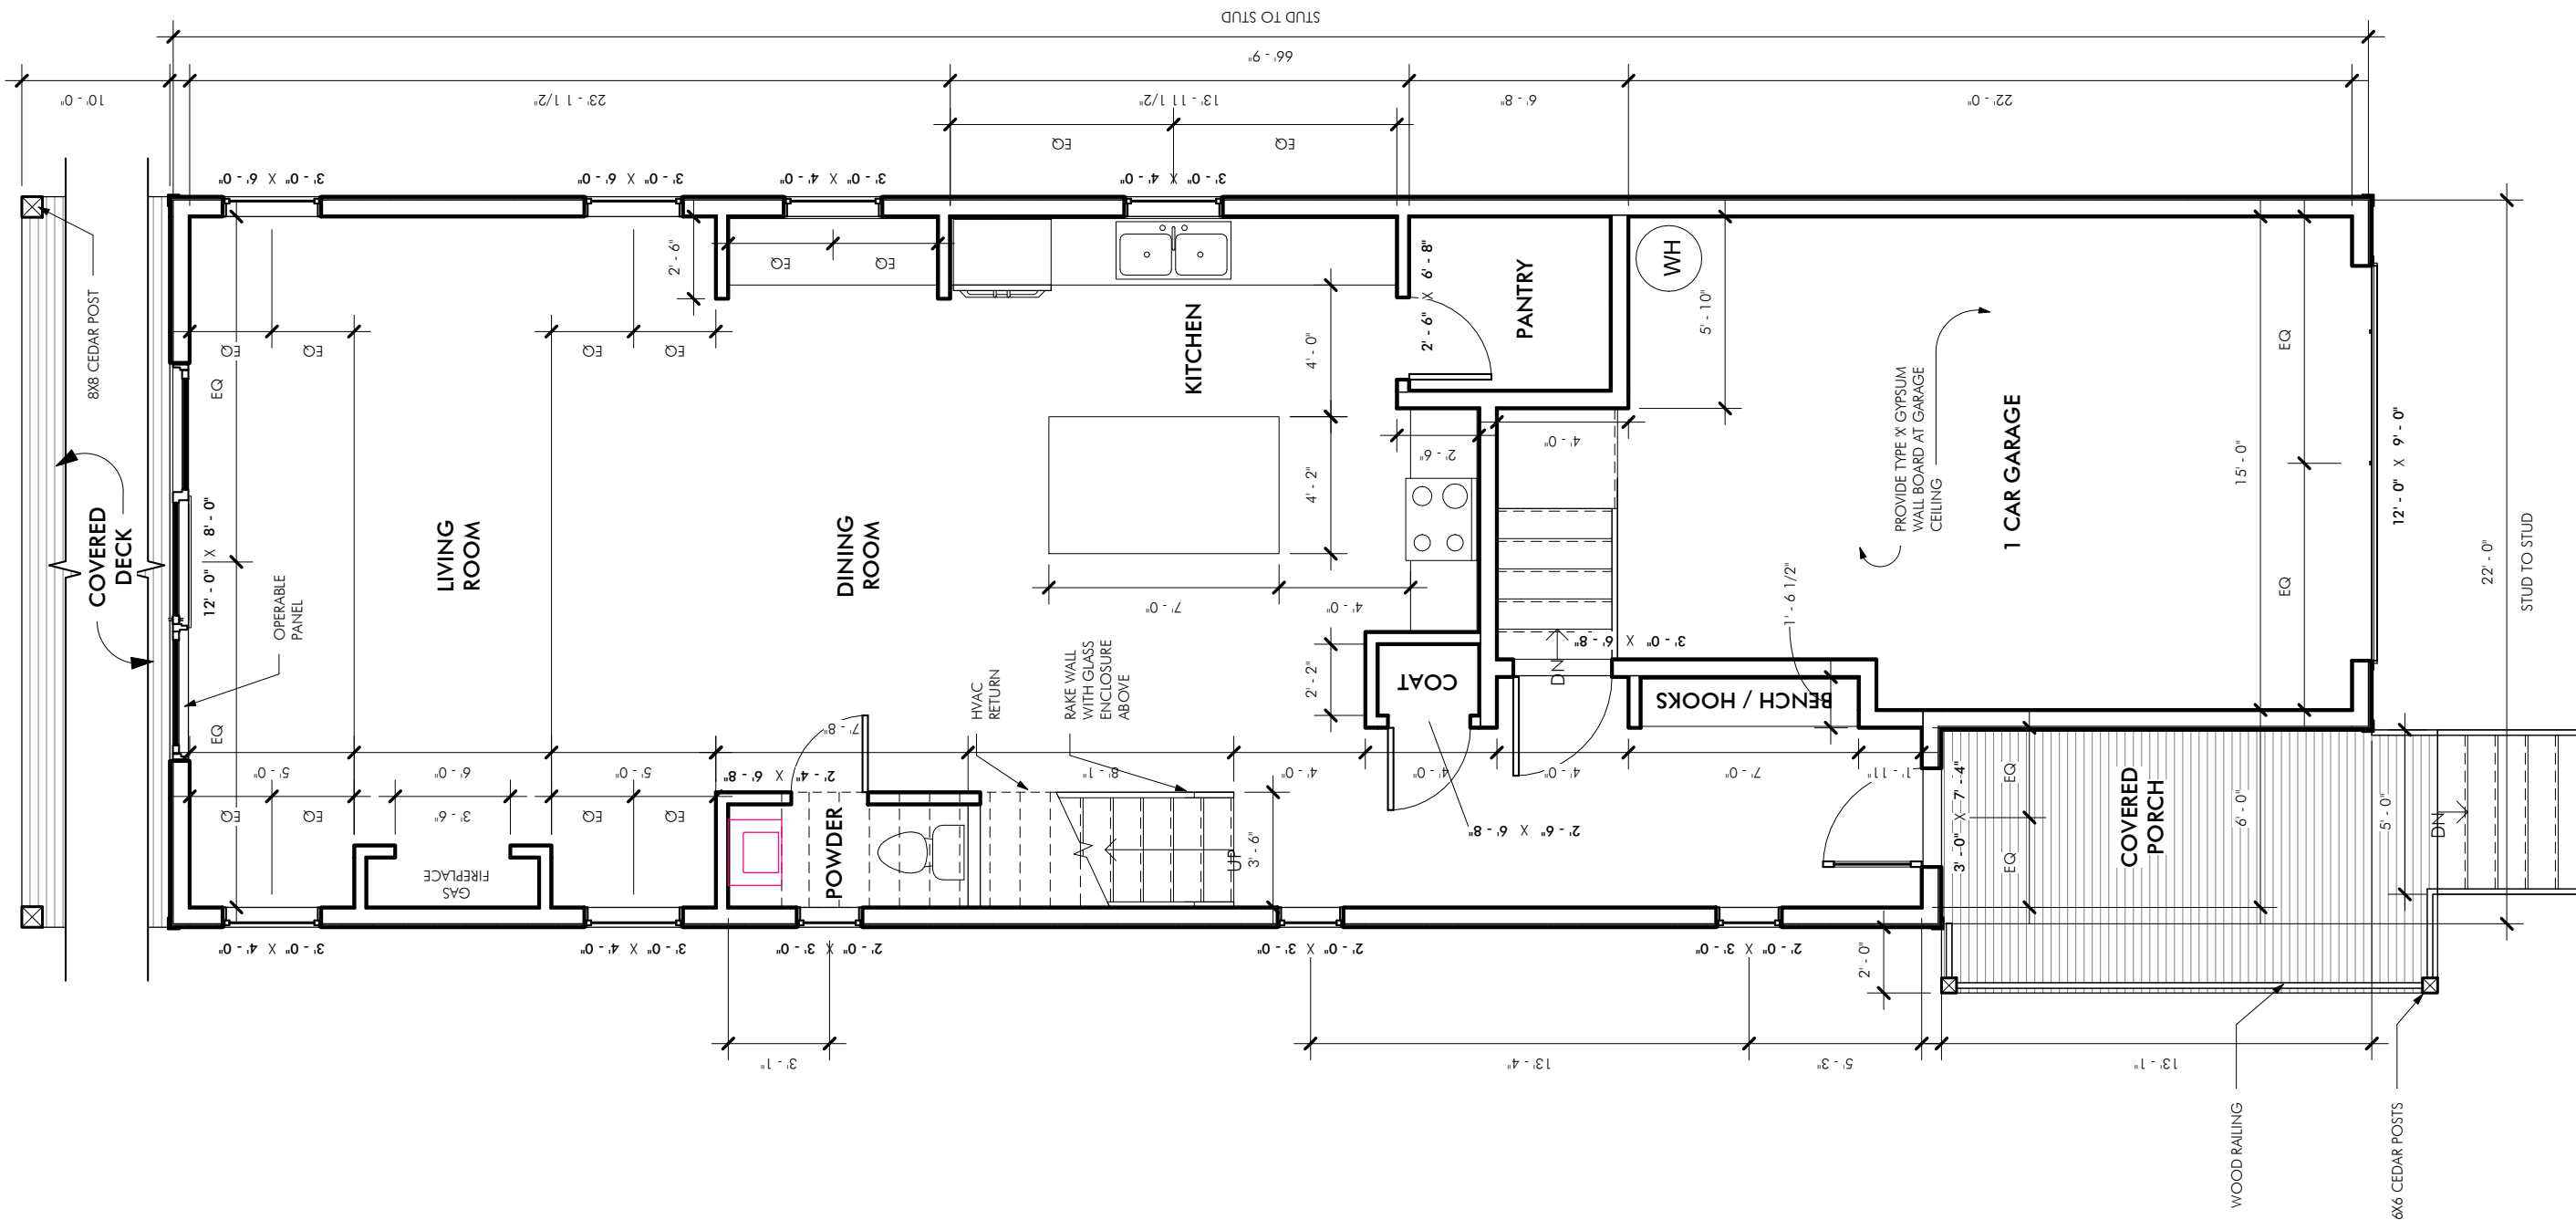 STUD TO STUD
66' - 9"
10' - 0"
23' - 1 1/2"
13' - 11 1/2"
6' - 8"
22' - 0"
EQ
EQ
3' - 0" X 6' - 0"
3' - 0" X 6' - 0"
3' - 0" X 4' - 0"
3' - 0" X 4' - 0"
8X8 CEDAR POST
COVERED
DECK
12' - 0" X 8' - 0"
EQ
EQ
OPERABLE
PANEL
EQ
EQ
EQ
EQ
2' - 6"
EQ
EQ
LIVING
ROOM
DINING
ROOM
KITCHEN
4' - 0"
4' - 2"
7' - 0"
4' - 0"
2' - 6"
2' - 6" X 6' - 8"
PANTRY
WH
5' - 10"
4' - 0"
PROVIDE TYPE 'X' GYPSUM
WALL BOARD AT GARAGE
CEILING
1 CAR GARAGE
15' - 0"
EQ
EQ
12' - 0" X 9' - 0"
22' - 0"
STUD TO STUD
1' - 6 1/2"
3' - 0" X 6' - 8"
DN
2' - 2"
COAT
BENCH / HOOKS
HVAC
RETURN
RAKE WALL
WITH GLASS
ENCLOSURE
ABOVE
7' - 8"
5' - 0"
6' - 0"
5' - 0"
2' - 4" X 6' - 8"
8' - 1"
4' - 0"
4' - 0"
4' - 0"
7' - 0"
1' - 11"
EQ
EQ
3' - 6"
EQ
EQ
GAS
FIREPLACE
POWDER
UP
3' - 6"
2' - 6" X 6' - 8"
3' - 0" X 7' - 4"
EQ
EQ
COVERED
PORCH
6' - 0"
5' - 0"
DN
3' - 0" X 4' - 0"
3' - 0" X 4' - 0"
2' - 0" X 3' - 0"
2' - 0" X 3' - 0"
2' - 0" X 3' - 0"
2' - 0"
3' - 1"
13' - 4"
5' - 3"
13' - 1"
WOOD RAILING
6X6 CEDAR POSTS